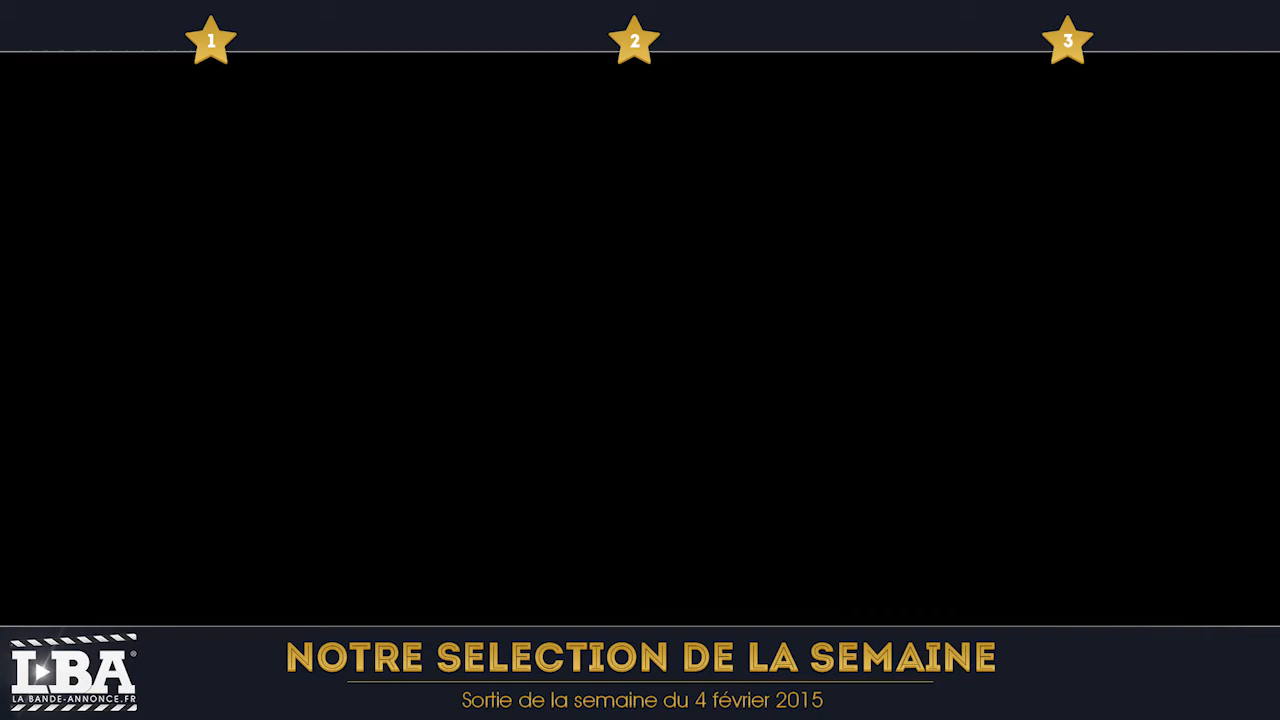 1
2
3
NOTRE SELECTION DE LA SEMAINE
Sortie de la semaine du 4 février 2015
LBA®
LA BANDE-ANNONCE.FR